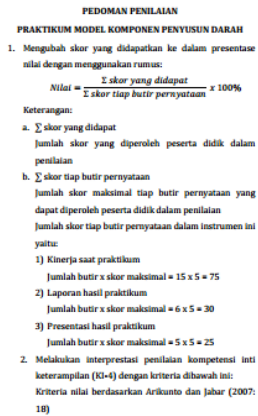 PEDOMAN PENILAIAN
PRAKTIKUM MODEL KOMPONEN PENYUSUN DARAH
1. Mengubah skor yang didapatkan ke dalam presentase
nilai dengan menggunakan rumus:
Nilai = Σ skor yang didapat / Σ skor tiap butir pernyataan x 100%
Keterangan:
a. ∑ skor yang didapat
Jumlah skor yang diperoleh peserta didik dalam
penilaian
b. ∑ skor tiap butir pernyataan
Jumlah skor maksimal tiap butir pernyataan yang
dapat diperoleh peserta didik dalam penilaian
Jumlah skor tiap butir pernyataan dalam instrumen ini
yaitu:
1) Kinerja saat praktikum
Jumlah butir x skor maksimal = 15 x 5 = 75
2) Laporan hasil praktikum
Jumlah butir x skor maksimal = 6 x 5 = 30
3) Presentasi hasil praktikum
Jumlah butir x skor maksimal = 5 x 5 = 25
2. Melakukan interprestasi penilaian kompetensi inti
keterampilan (KI-4) dengan kriteria dibawah ini:
Kriteria nilai berdasarkan Arikunto dan Jabar (2007:
18)